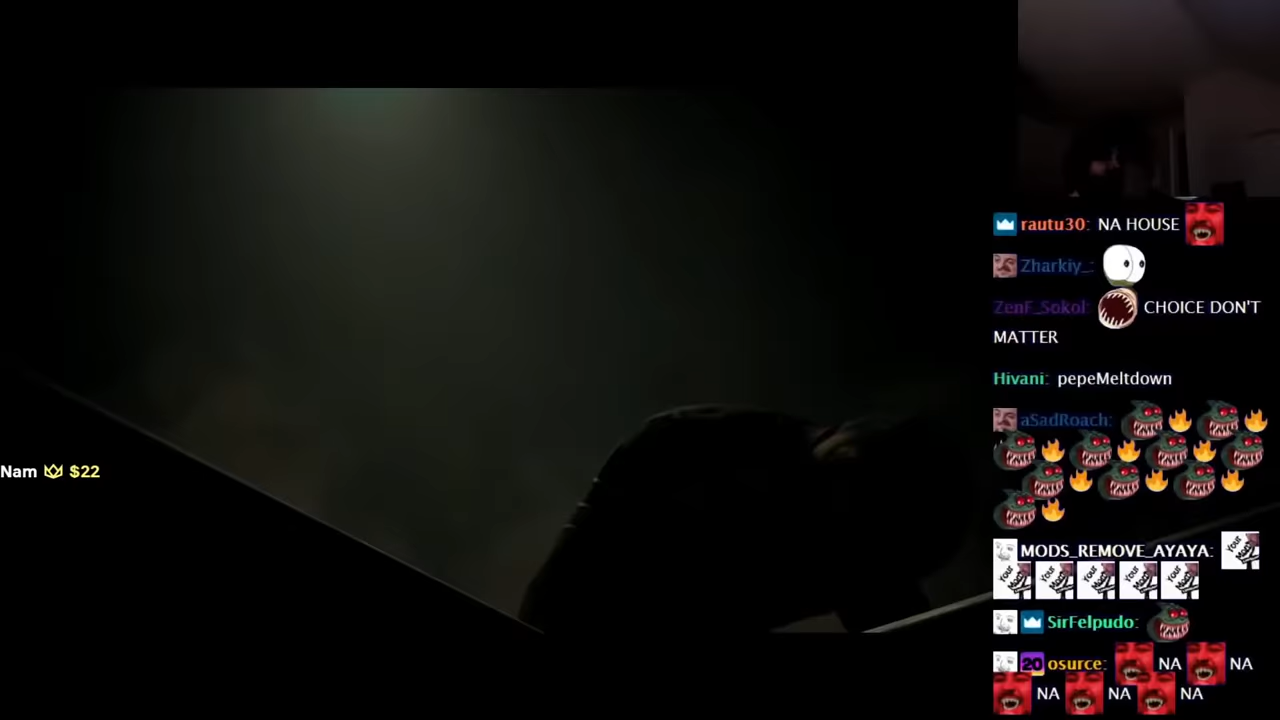 rautu30: NA HOUSE
Zharkiy_:
ZenF_Sokol: CHOICE DON'T
MATTER
Hivani: pepeMeltdown
aSadRoach:
Nam $22
MODS_REMOVE_AYAYA:
SirFelpudo:
20 osurce: NA NA
NA NA NA